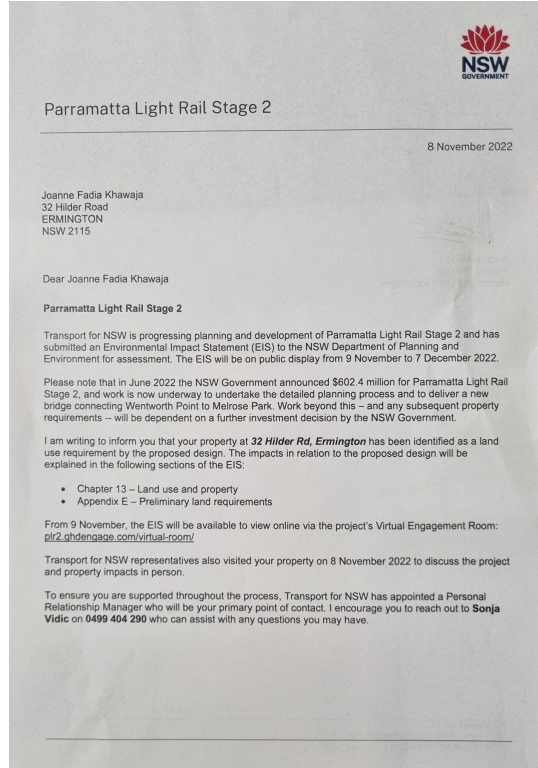 NSW
GOVERNMENT
Parramatta Light Rail Stage 2
8 November 2022
Joanne Fadia Khawaja
32 Hilder Road
ERMINGTON
NSW 2115
Dear Joanne Fadia Khawaja
Parramatta Light Rail Stage 2
Transport for NSW is progressing planning and development of Parramatta Light Rail Stage 2 and has
submitted an Environmental Impact Statement (EIS) to the NSW Department of Planning and
Environment for assessment. The EIS will be on public display from 9 November to 7 December 2022.
Please note that in June 2022 the NSW Government announced $602.4 million for Parramatta Light Rail
Stage 2, and work is now underway to undertake the detailed planning process and to deliver a new
bridge connecting Wentworth Point to Melrose Park. Work beyond this – and any subsequent property
requirements -- will be dependent on a further investment decision by the NSW Government.
I am writing to inform you that your property at 32 Hilder Rd, Ermington has been identified as a land
use requirement by the proposed design. The impacts in relation to the proposed design will be
explained in the following sections of the EIS:
• Chapter 13 – Land use and property
• Appendix E – Preliminary land requirements
From 9 November, the EIS will be available to view online via the project's Virtual Engagement Room:
plr2.ghdengage.com/virtual-room/
Transport for NSW representatives also visited your property on 8 November 2022 to discuss the project
and property impacts in person.
To ensure you are supported throughout the process, Transport for NSW has appointed a Personal
Relationship Manager who will be your primary point of contact. I encourage you to reach out to Sonja
Vidic on 0499 404 290 who can assist with any questions you may have.